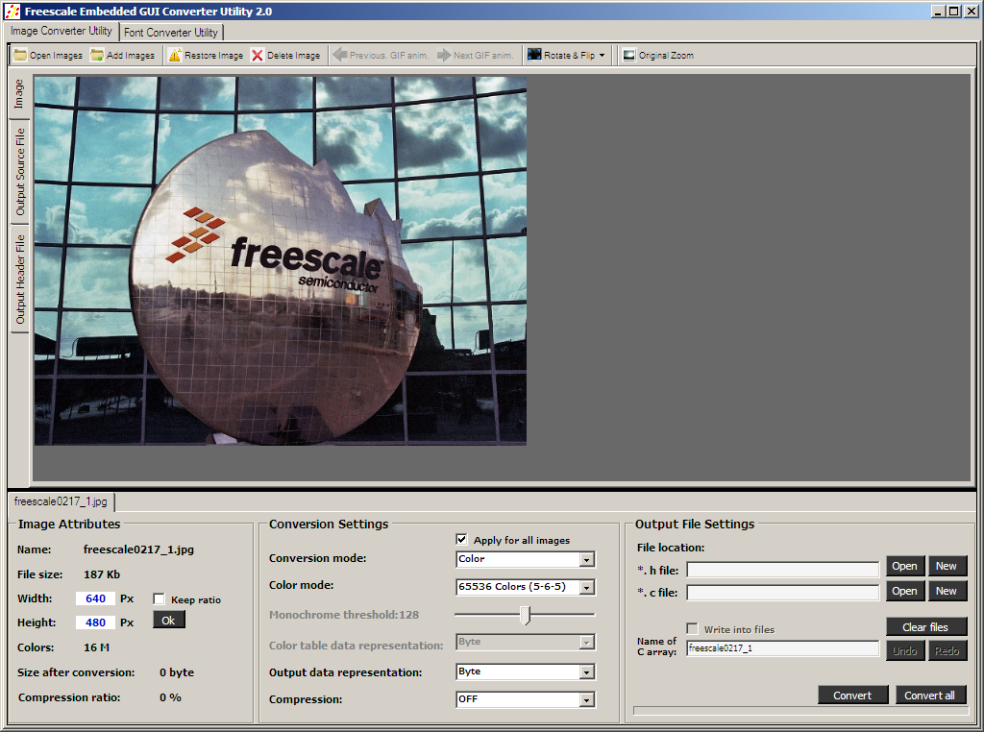 Freescale Embedded GUI Converter Utility 2.0
Image Converter Utility Font Converter Utility
Open Images Add Images Restore Image Delete Image Previous. GIF anim. Next GIF anim. Rotate & Flip Original Zoom
Image
Output Source File
Output Header File
freescale
semiconductor
freescale0217_1.jpg
Image Attributes
Name: freescale0217_1.jpg
File size: 187 Kb
Width: 640 Px Keep ratio
Height: 480 Px Ok
Colors: 16 M
Size after conversion: 0 byte
Compression ratio: 0 %
Conversion Settings
Apply for all images
Conversion mode: Color
Color mode: 65536 Colors (5-6-5)
Monochrome threshold:128
Color table data representation: Byte
Output data representation: Byte
Compression: OFF
Output File Settings
File location:
*. h file: Open New
*. c file: Open New
Write into files Clear files
Name of
C array: freescale0217_1 Undo Redo
Convert Convert all